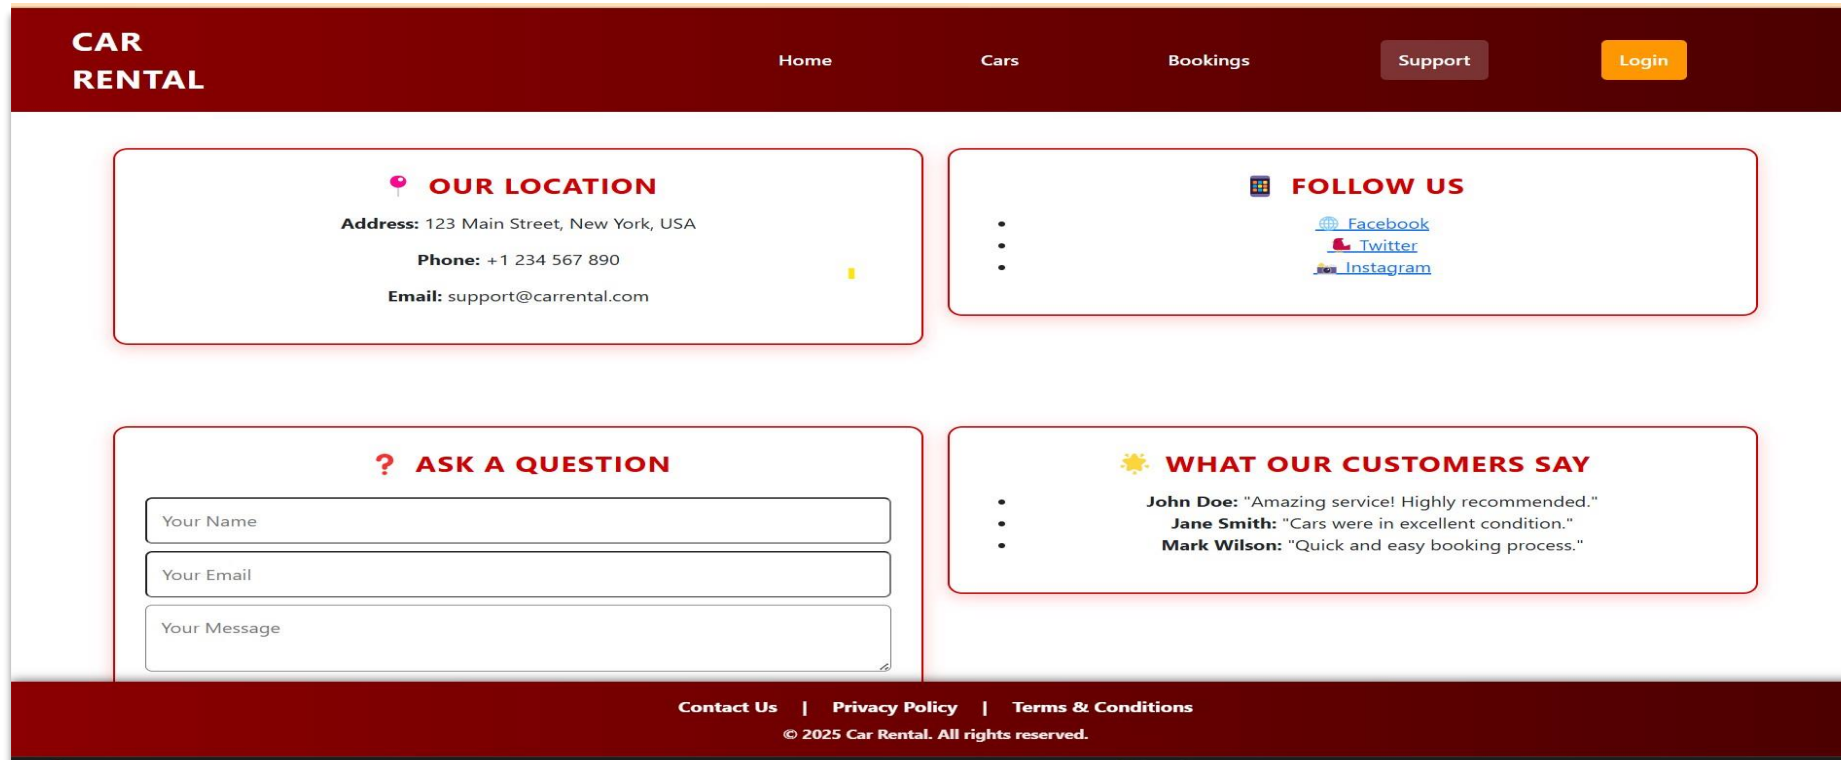 CAR
RENTAL
Home
Cars
Bookings
Support
Login
OUR LOCATION
Address: 123 Main Street, New York, USA
Phone: +1 234 567 890
Email: support@carrental.com
FOLLOW US
Facebook
Twitter
Instagram
? ASK A QUESTION
Your Name
Your Email
Your Message
WHAT OUR CUSTOMERS SAY
John Doe: "Amazing service! Highly recommended."
Jane Smith: "Cars were in excellent condition."
Mark Wilson: "Quick and easy booking process."
Contact Us | Privacy Policy | Terms & Conditions
© 2025 Car Rental. All rights reserved.